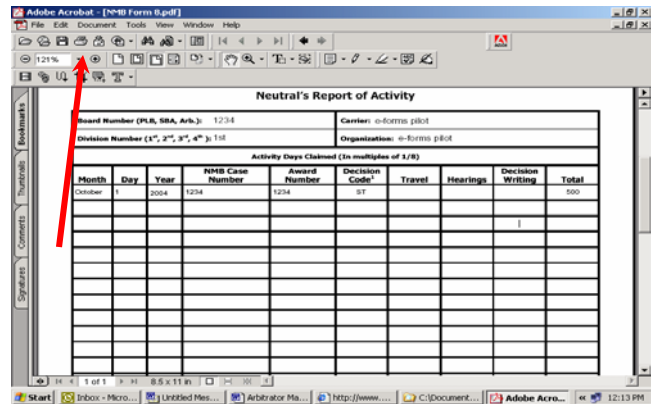 Adobe Acrobat - [NMB Form 8.pdf]
File Edit Document Tools View Window Help
121%
Neutral's Report of Activity
Board Number (PLB, SBA, Arb.): 1234 Carrier: e-forms pilot
Division Number (1st, 2nd, 3rd, 4th ): 1st Organization: e-forms pilot
Activity Days Claimed (In multiples of 1/8)
Month Day Year NMB Case Number Award Number Decision Code1 Travel Hearings Decision Writing Total
October 1 2004 1234 1234 ST 500
Bookmarks
Thumbnails
Comments
Signatures
1 of 1 8.5 x 11 in
Start Inbox - Micro... Untitled Mes... Arbitrator Ma... http://www.... C:\Document... Adobe Acro... 12:13 PM